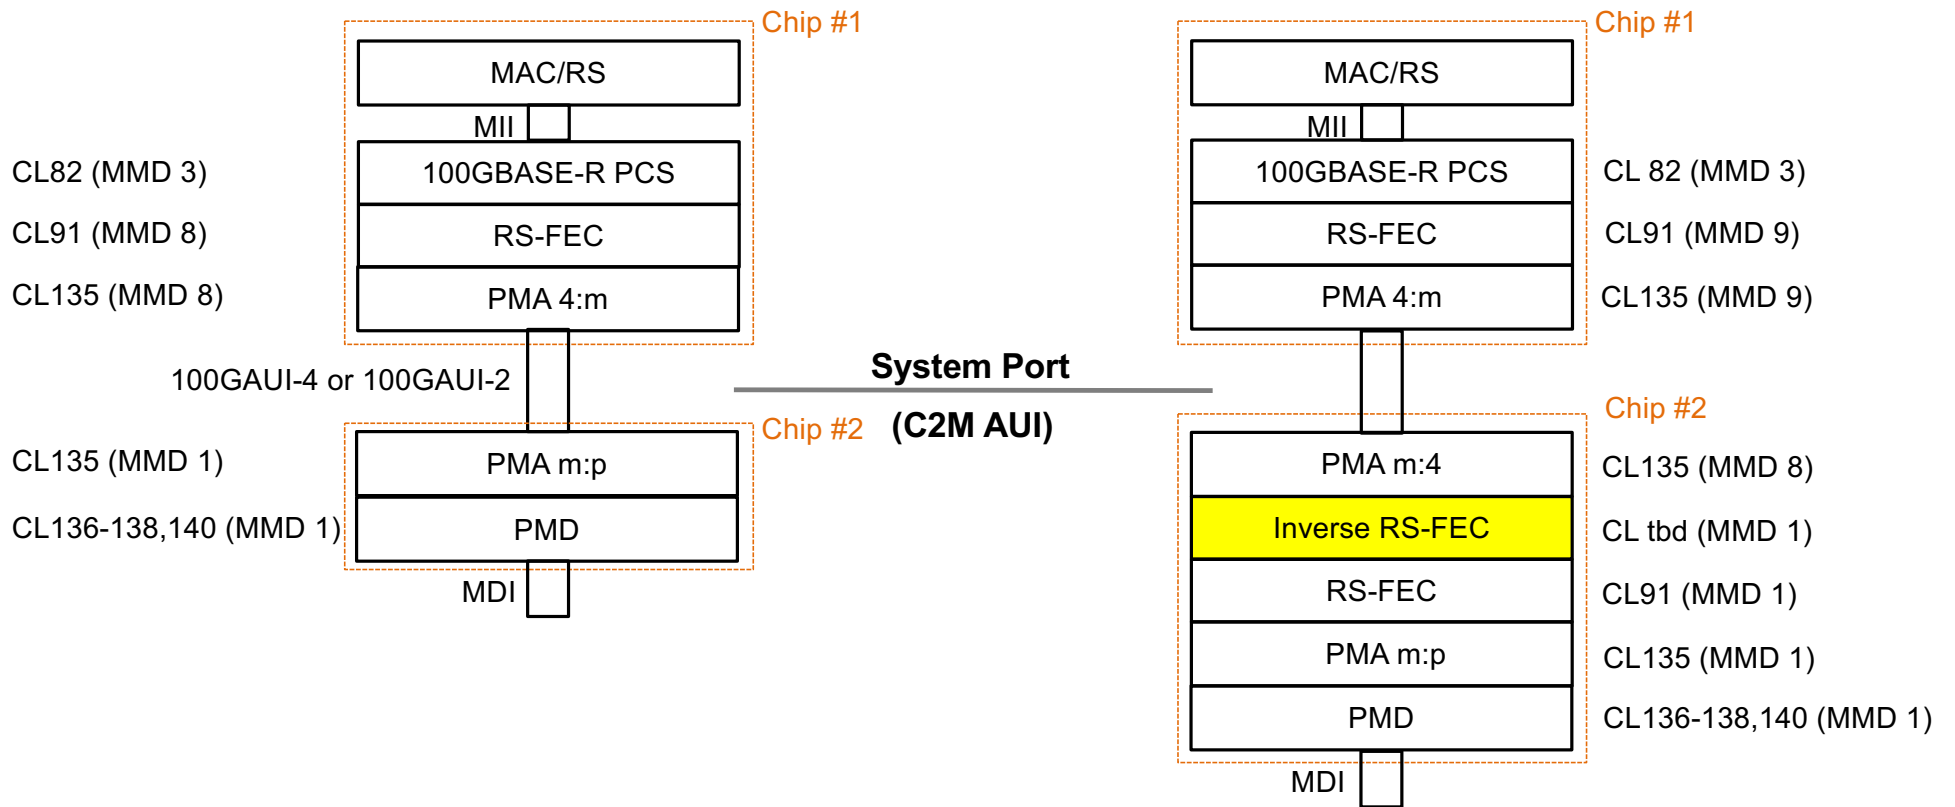 Chip #1
MAC/RS
MII
CL82 (MMD 3)
100GBASE-R PCS
CL91 (MMD 8)
RS-FEC
CL135 (MMD 8)
PMA 4:m
100GAUI-4 or 100GAUI-2
Chip #2
CL135 (MMD 1)
PMA m:p
CL136-138,140 (MMD 1)
PMD
MDI
System Port
(C2M AUI)
Chip #1
MAC/RS
MII
100GBASE-R PCS
CL 82 (MMD 3)
RS-FEC
CL91 (MMD 9)
PMA 4:m
CL135 (MMD 9)
Chip #2
PMA m:4
CL135 (MMD 8)
Inverse RS-FEC
CL tbd (MMD 1)
RS-FEC
CL91 (MMD 1)
PMA m:p
CL135 (MMD 1)
PMD
CL136-138,140 (MMD 1)
MDI